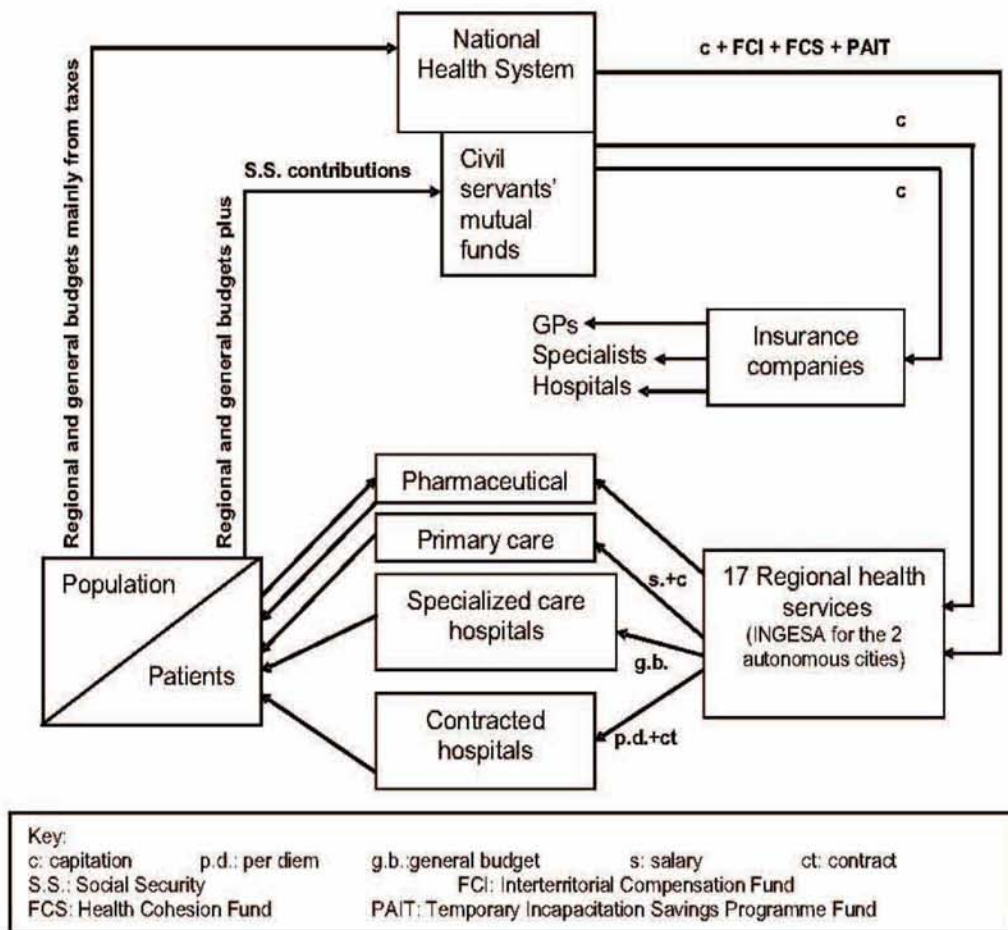 National
Health System
c + FCI + FCS + PAIT
c
Civil
servants'
mutual
funds
S.S. contributions
c
Regional and general budgets mainly from taxes
Regional and general budgets plus
GPs
Specialists
Hospitals
Insurance
companies
Pharmaceutical
Primary care
Specialized care
hospitals
Contracted
hospitals
s.+c
g.b.
p.d.+ct
17 Regional health
services
(INGESA for the 2
autonomous cities)
Population
Patients
Key:
c: capitation p.d.: per diem g.b.:general budget s: salary ct: contract
S.S.: Social Security FCI: Interterritorial Compensation Fund
FCS: Health Cohesion Fund PAIT: Temporary Incapacitation Savings Programme Fund